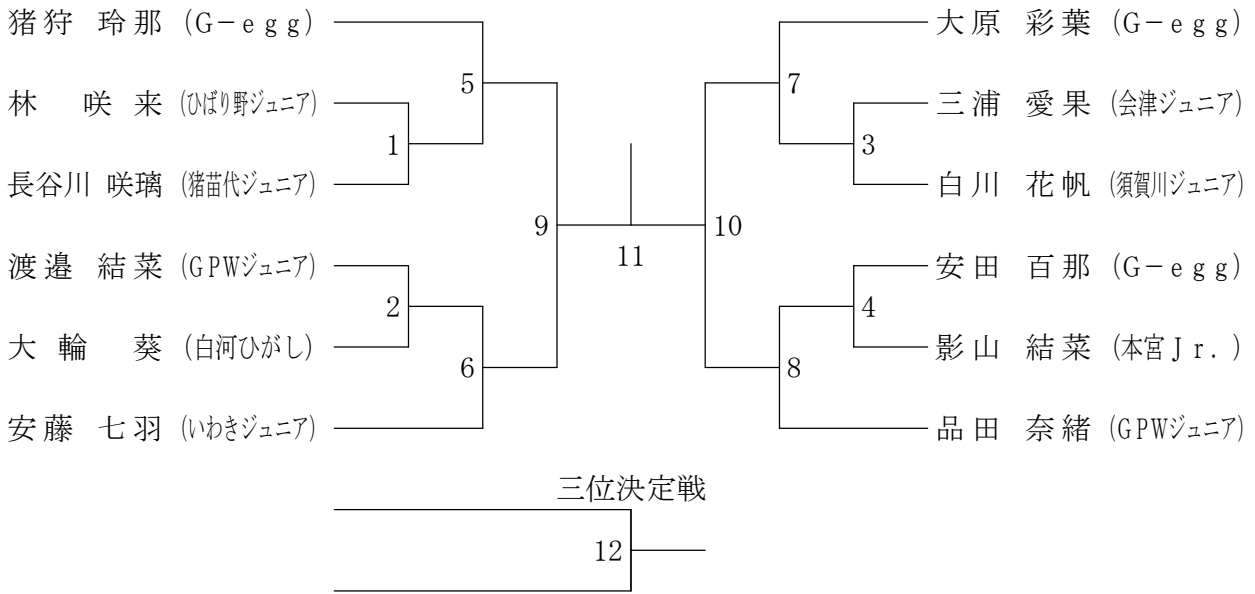 猪狩 玲那 (G-egg)
林 咲来 (ひばり野ジュニア)
長谷川 咲璃 (猪苗代ジュニア)
渡邉 結菜 (GPWジュニア)
大輪 葵 (白河ひがし)
安藤 七羽 (いわきジュニア)
1
2
5
6
9
11
10
7
8
3
4
大原 彩葉 (G-egg)
三浦 愛果 (会津ジュニア)
白川 花帆 (須賀川ジュニア)
安田 百那 (G-egg)
影山 結菜 (本宮Jr.)
品田 奈緒 (GPWジュニア)
三位決定戦
12